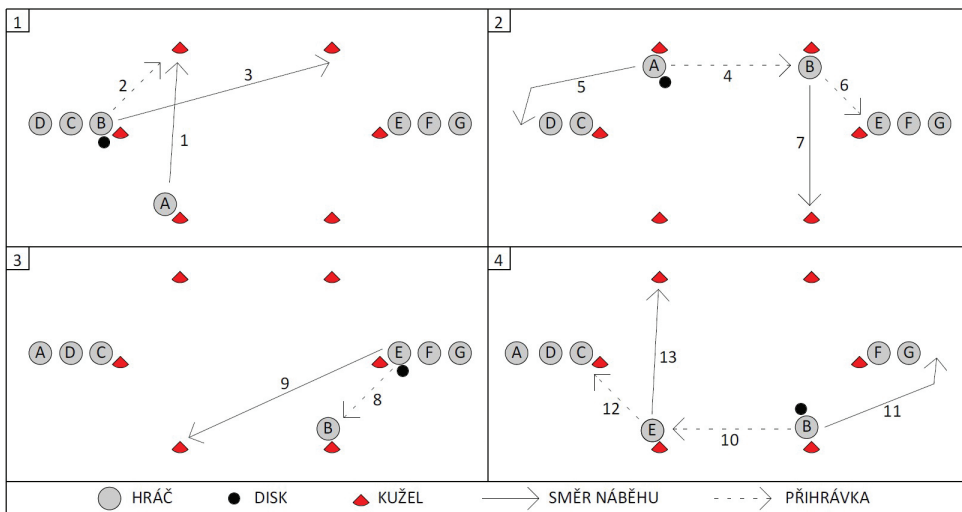 1
2
3
D C B
E F G
1
A
2
A
4
B
5
6
D C
E F G
7
3
A D C
E F G
9
8
B
4
A D C
F G
13
12
11
E
10
B
HRÁČ DISK KUŽEL SMĚR NÁBĚHU PŘIHRÁVKA